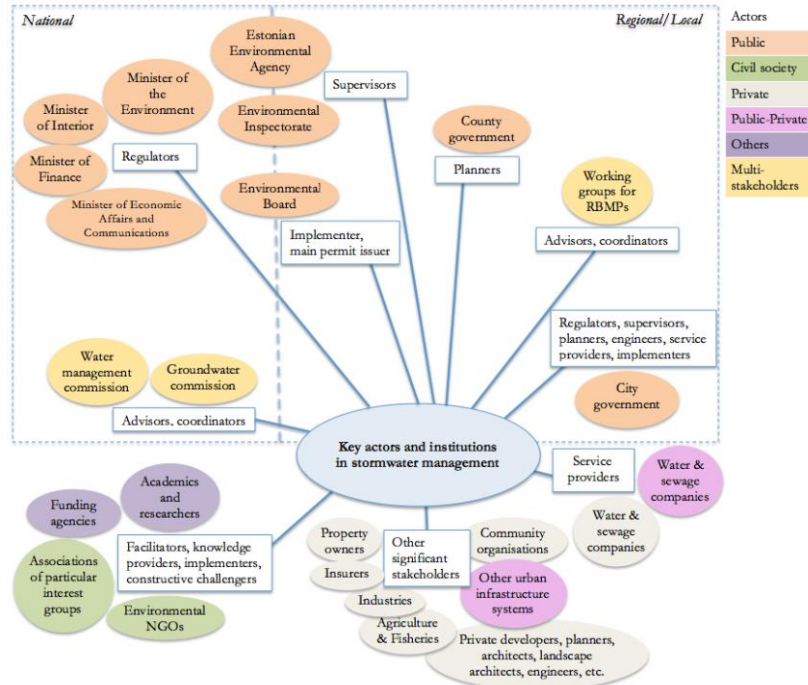 National
Regional/Local
Actors
Public
Civil society
Private
Public-Private
Others
Multi-
stakeholders
Estonian
Environmental
Agency
Supervisors
Minister of
the
Environment
Minister
of Interior
Environmental
Inspectorate
County
government
Regulators
Minister of
Finance
Planners
Working
groups for
RBMPs
Environmental
Board
Minister of Economic
Affairs and
Communications
Implementer,
main permit issuer
Advisors, coordinators
Regulators, supervisors,
planners, engineers, service
providers, implementers
Water
management
commission
Groundwater
commission
City
government
Advisors, coordinators
Key actors and institutions
in stormwater management
Service
providers
Water &
sewage
companies
Academics
and
researchers
Funding
agencies
Water &
sewage
companies
Property
owners
Other
significant
stakeholders
Community
organisations
Facilitators, knowledge
providers, implementers,
constructive challengers
Associations
of particular
interest
groups
Insurers
Other urban
infrastructure
systems
Industries
Environmental
NGOs
Agriculture
& Fisheries
Private developers, planners,
architects, landscape
architects, engineers, etc.